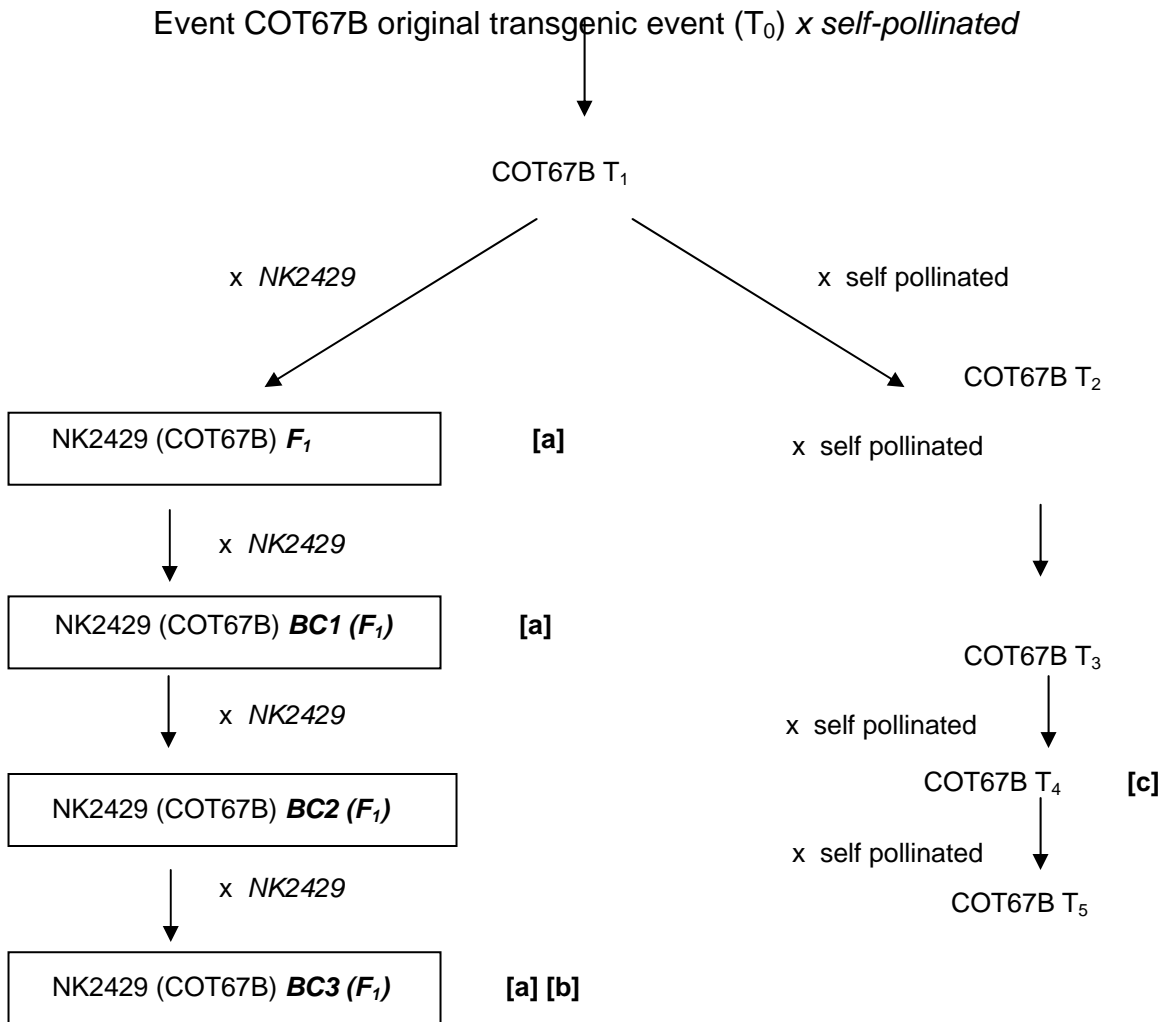 Event COT67B original transgenic event (T₀) x self-pollinated
COT67B T₁
x NK2429
x self pollinated
COT67B T₂
NK2429 (COT67B) F₁ [a]
x self pollinated
x NK2429
NK2429 (COT67B) BC1 (F₁) [a]
COT67B T₃
x NK2429
x self pollinated
NK2429 (COT67B) BC2 (F₁)
COT67B T₄ [c]
x self pollinated
x NK2429
COT67B T₅
NK2429 (COT67B) BC3 (F₁) [a] [b]